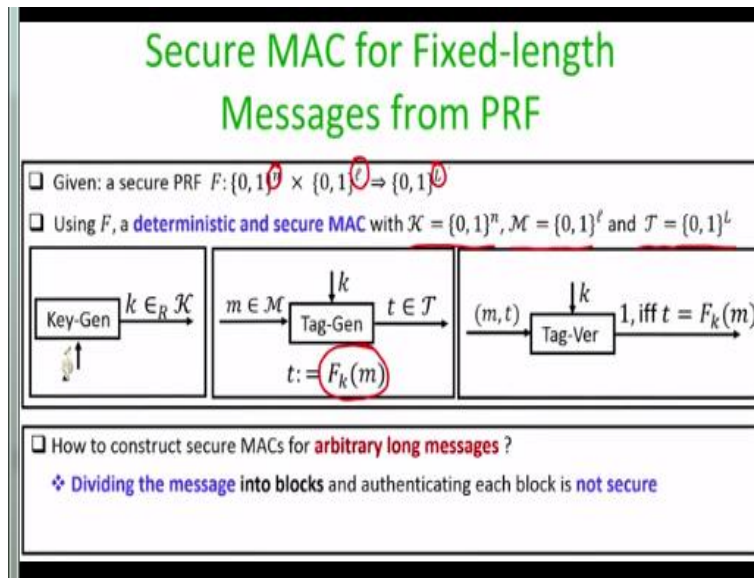 Secure MAC for Fixed-length
Messages from PRF
❑ Given: a secure PRF F: {0, 1}ⁿ × {0, 1}^ℓ ⇒ {0, 1}^L
❑ Using F, a deterministic and secure MAC with 𝒦 = {0, 1}ⁿ, ℳ = {0, 1}^ℓ and 𝒯 = {0, 1}^L
Key-Gen
k ∈_R 𝒦
m ∈ ℳ
k
Tag-Gen
t ∈ 𝒯
t := F_k(m)
(m, t)
k
Tag-Ver
1, iff t = F_k(m)
❑ How to construct secure MACs for arbitrary long messages ?
❖ Dividing the message into blocks and authenticating each block is not secure